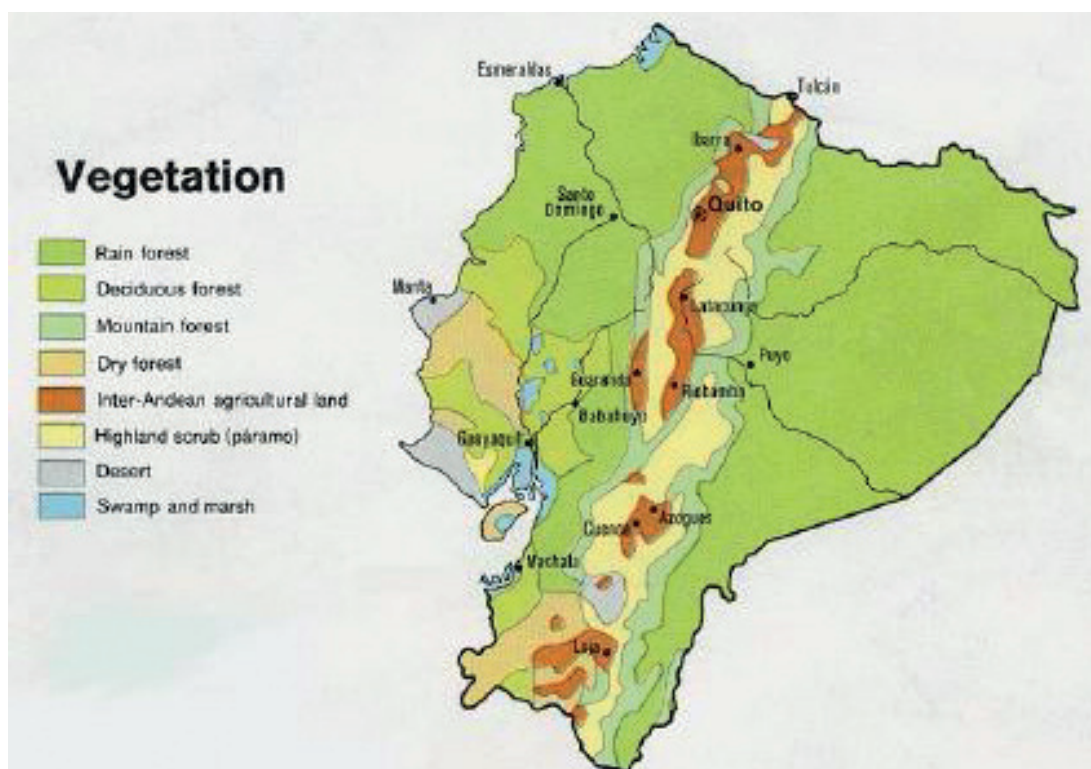 Vegetation
Rain forest
Deciduous forest
Mountain forest
Dry forest
Inter-Andean agricultural land
Highland scrub (páramo)
Desert
Swamp and marsh
Esmeraldas
Tulcán
Ibarra
Santo
Domingo
Quito
Manta
Latacunga
Puyo
Guaranda
Riobamba
Babahoyo
Guayaquil
Azogues
Cuenca
Machala
Loja